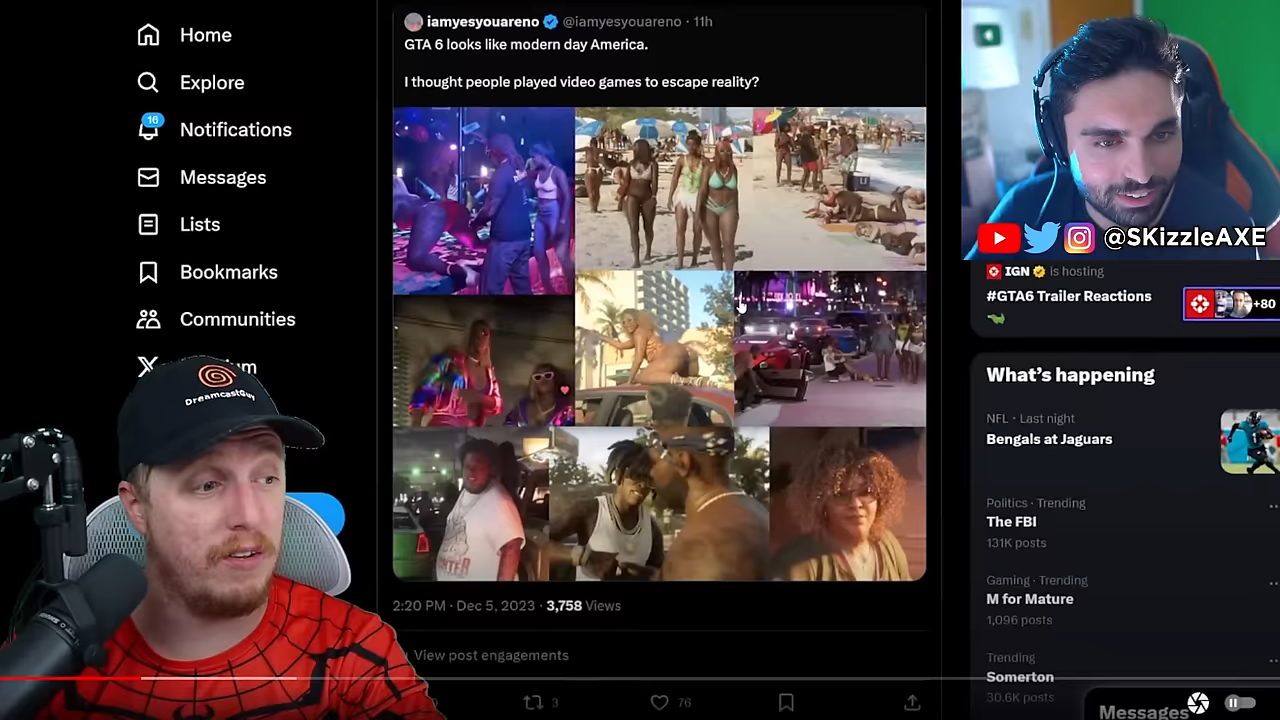 Home
Explore
16
Notifications
Messages
Lists
Bookmarks
Communities
iamyesyouareno @iamyesyouareno · 11h
GTA 6 looks like modern day America.
I thought people played video games to escape reality?
2:20 PM · Dec 5, 2023 · 3,758 Views
View post engagements
3
76
@SKizzleAXE
IGN is hosting
#GTA6 Trailer Reactions
+80
What's happening
NFL · Last night
Bengals at Jaguars
Politics · Trending
The FBI
131K posts
Gaming · Trending
M for Mature
1,096 posts
Trending
Somerton
30.6K posts
Messages
DreamcastGuy